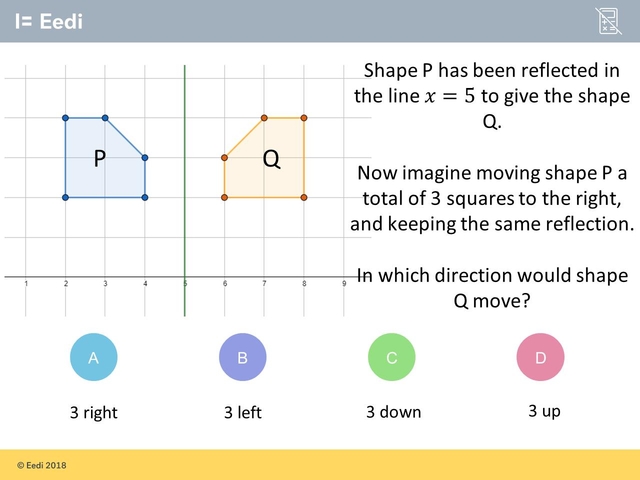 I= Eedi
Shape P has been reflected in
the line 𝑥 = 5 to give the shape
Q.
Now imagine moving shape P a
total of 3 squares to the right,
and keeping the same reflection.
In which direction would shape
Q move?
P
Q
1 2 3 4 5 6 7 8 9
A
B
C
D
3 right
3 left
3 down
3 up
© Eedi 2018